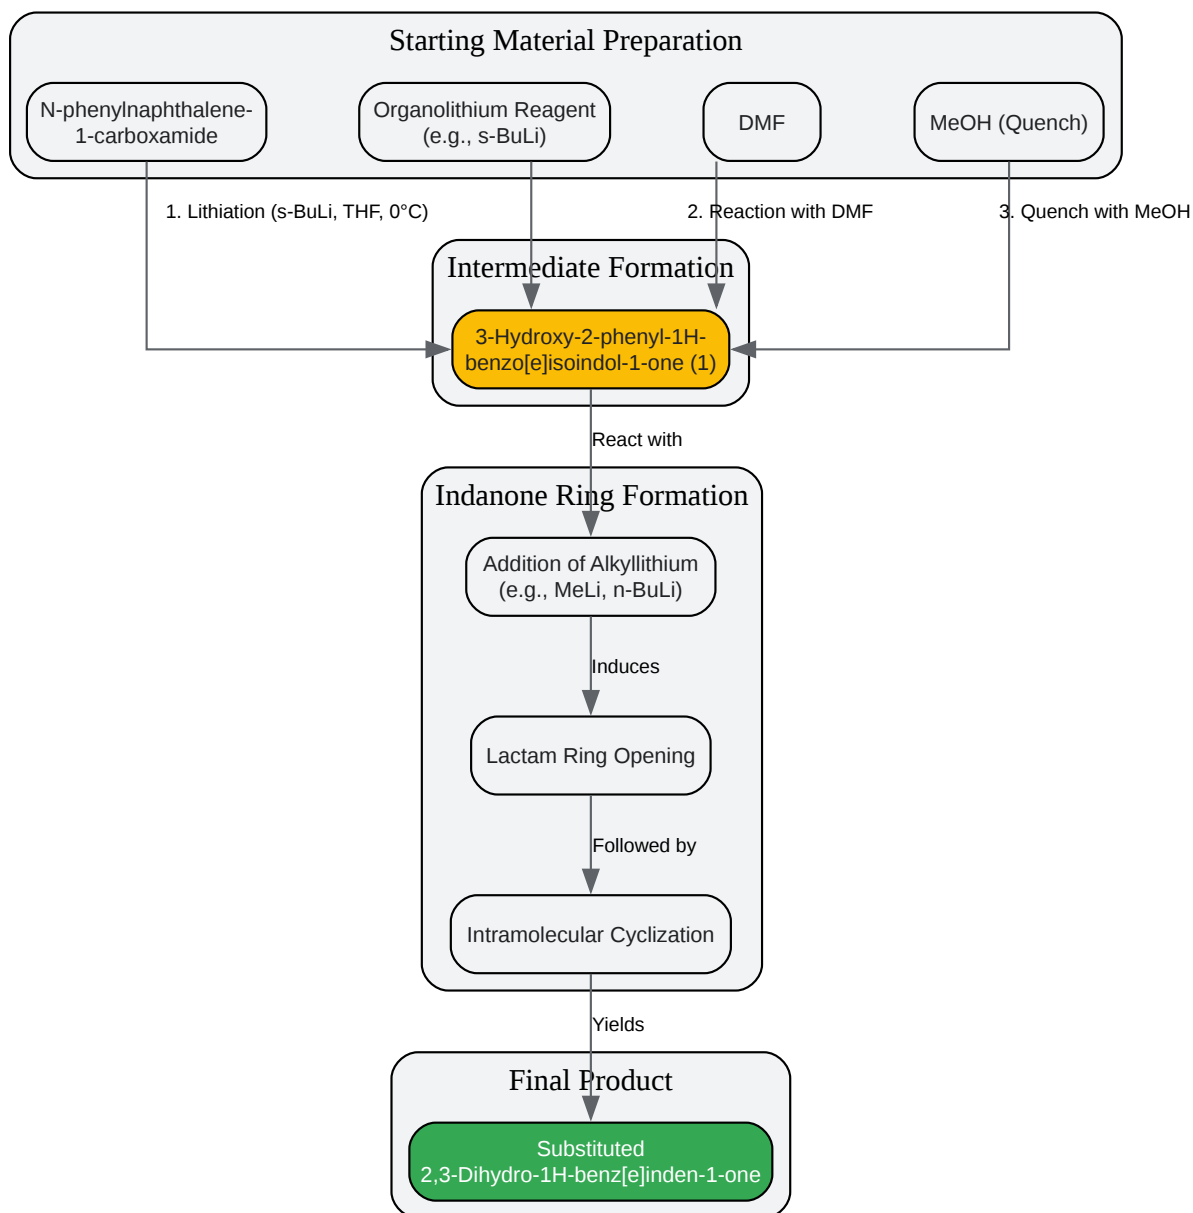 Starting Material Preparation
N-phenylnaphthalene-
1-carboxamide
Organolithium Reagent
(e.g., s-BuLi)
DMF
MeOH (Quench)
1. Lithiation (s-BuLi, THF, 0°C)
2. Reaction with DMF
3. Quench with MeOH
Intermediate Formation
3-Hydroxy-2-phenyl-1H-
benzo[e]isoindol-1-one (1)
React with
Indanone Ring Formation
Addition of Alkyllithium
(e.g., MeLi, n-BuLi)
Induces
Lactam Ring Opening
Followed by
Intramolecular Cyclization
Yields
Final Product
Substituted
2,3-Dihydro-1H-benz[e]inden-1-one